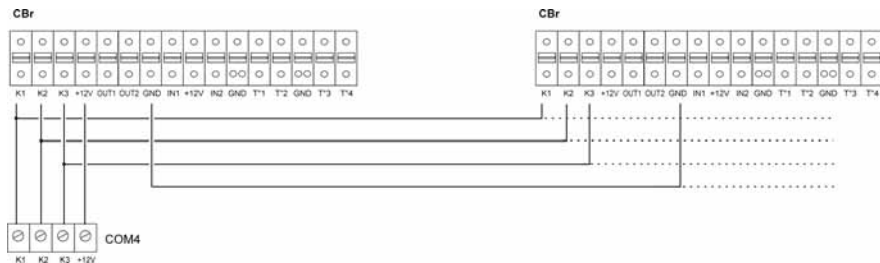 CBr CBr
K1 K2 K3 +12V OUT1 OUT2 GND IN1 +12V IN2 GND T°1 T°2 GND T°3 T°4 K1 K2 K3 +12V OUT1 OUT2 GND IN1 +12V IN2 GND T°1 T°2 GND T°3 T°4
COM4
K1 K2 K3 +12V